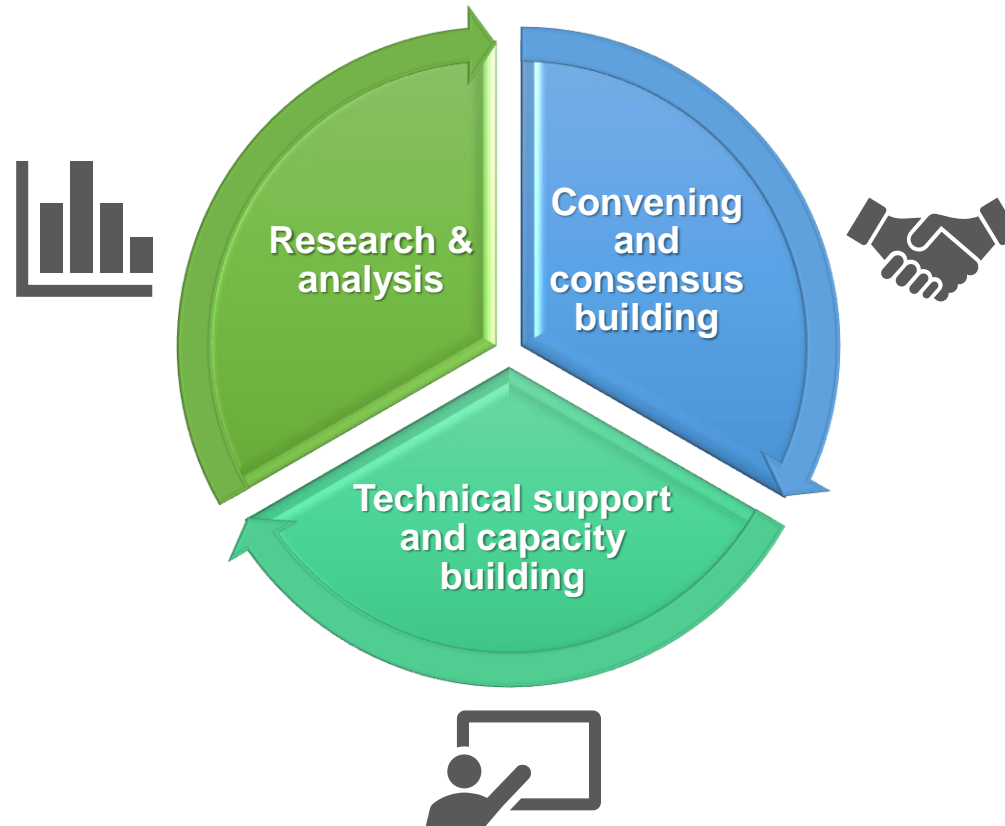 Research &
analysis
Convening
and
consensus
building
Technical support
and capacity
building